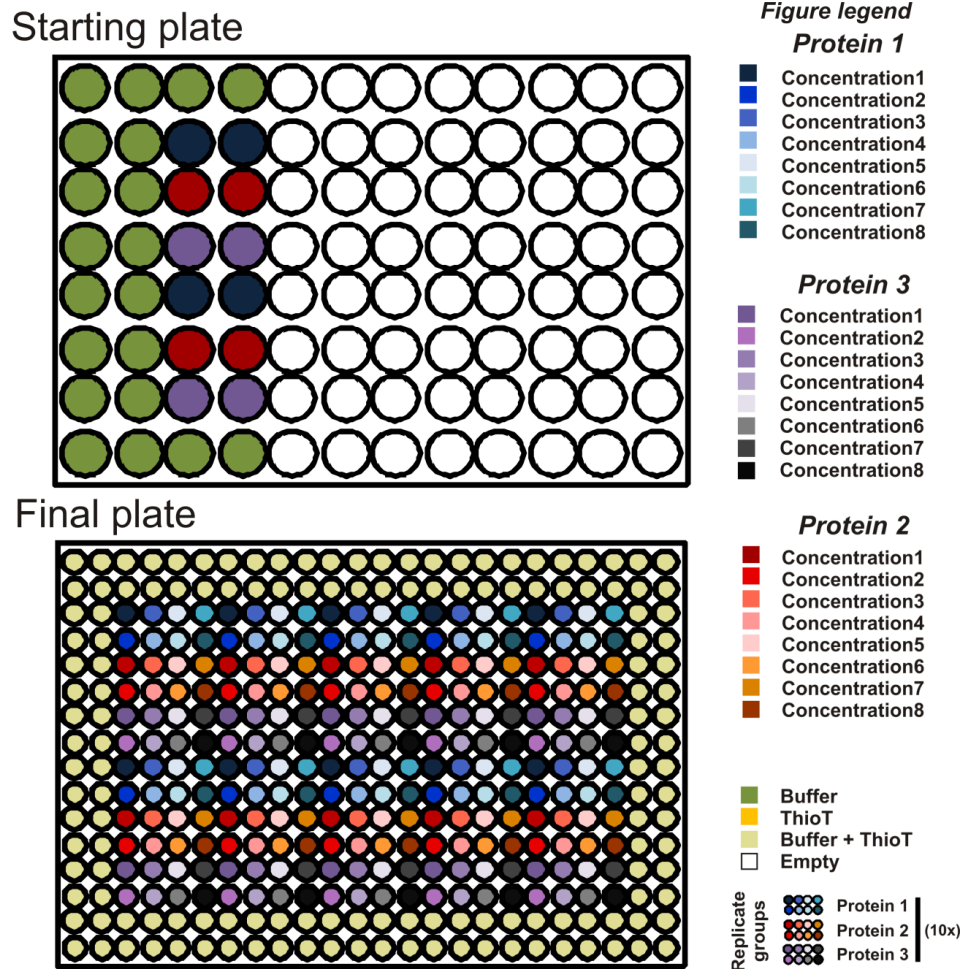 Starting plate
Figure legend
Protein 1
Concentration1
Concentration2
Concentration3
Concentration4
Concentration5
Concentration6
Concentration7
Concentration8
Protein 3
Concentration1
Concentration2
Concentration3
Concentration4
Concentration5
Concentration6
Concentration7
Concentration8
Final plate
Protein 2
Concentration1
Concentration2
Concentration3
Concentration4
Concentration5
Concentration6
Concentration7
Concentration8
Buffer
ThioT
Buffer + ThioT
Empty
Replicate
groups
Protein 1
Protein 2
Protein 3
(10x)